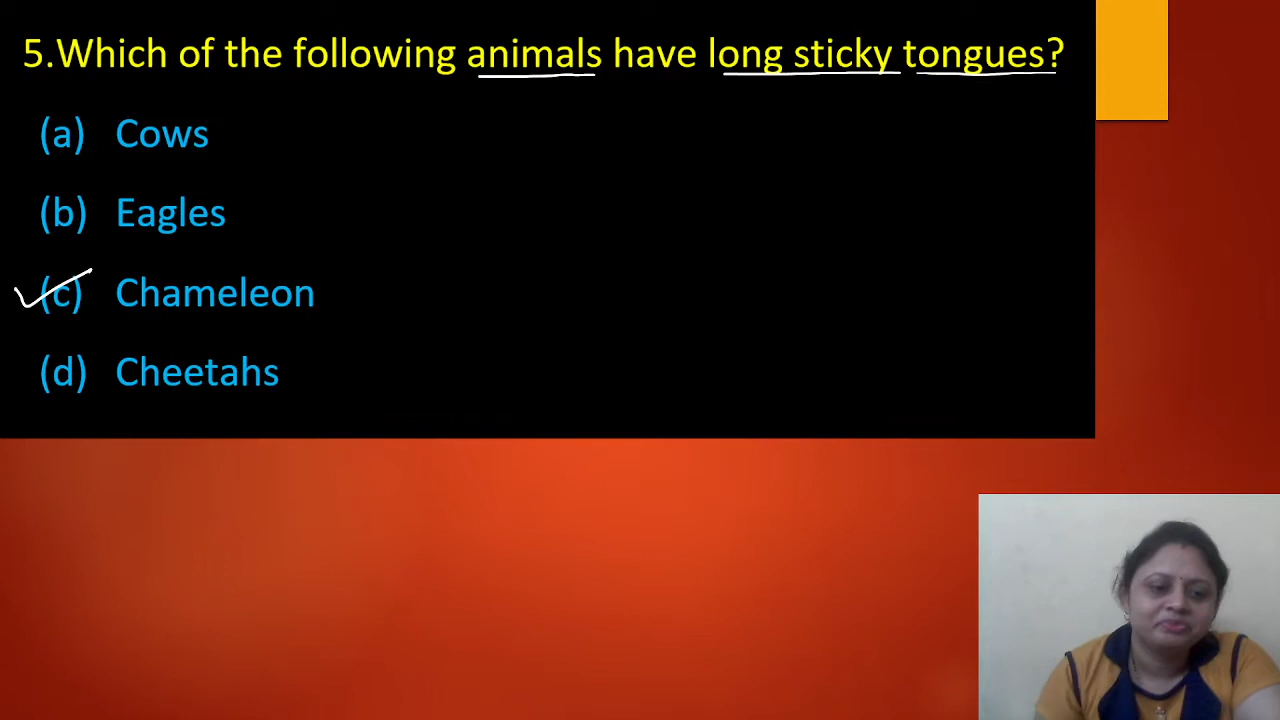 5.Which of the following animals have long sticky tongues?
(a) Cows
(b) Eagles
(c) Chameleon
(d) Cheetahs